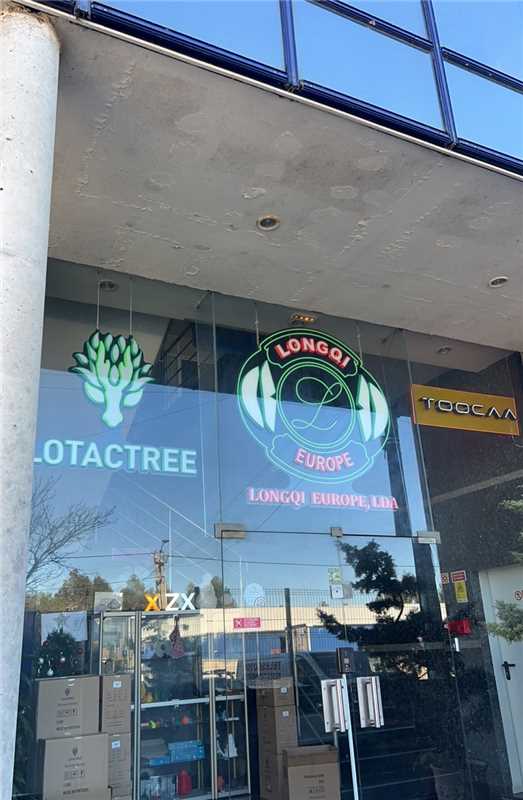 LONGQI
EUROPE
LOTACTREE
LONGQI EUROPE, LDA
TOOCAA
XZX